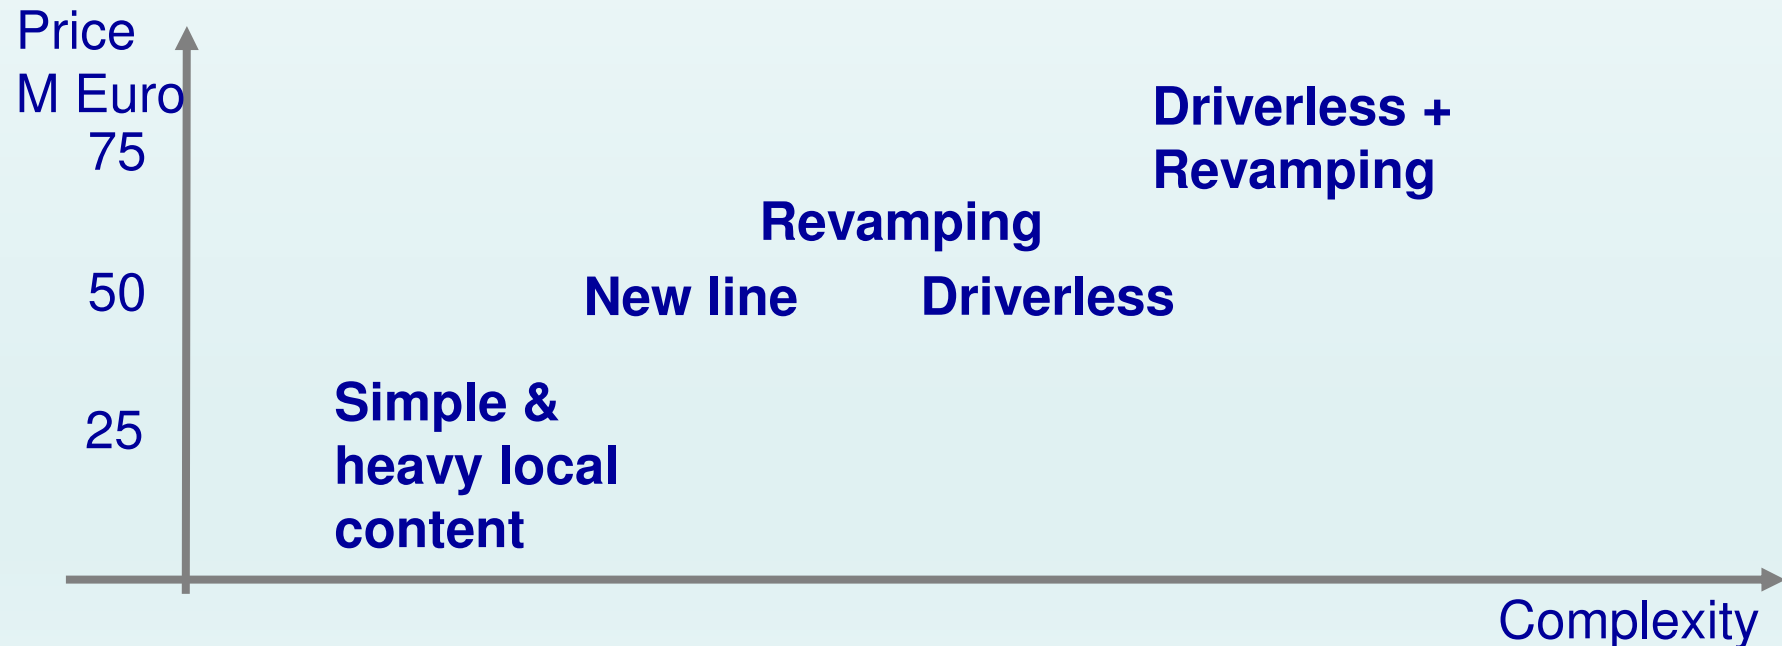 Price
M Euro
75
Driverless +
Revamping
Revamping
50
New line
Driverless
25
Simple &
heavy local
content
Complexity